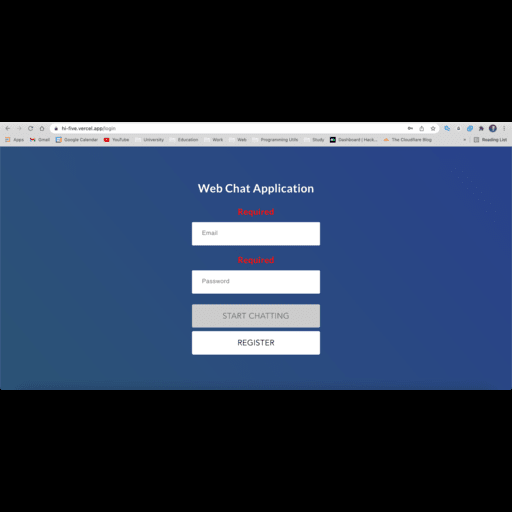 hi-five.vercel.app/login
Apps Gmail Google Calendar YouTube University Education Work Web Programming Utils Study Dashboard | Hack... The Cloudflare Blog » Reading List
Web Chat Application
Required
Email
Required
Password
START CHATTING
REGISTER